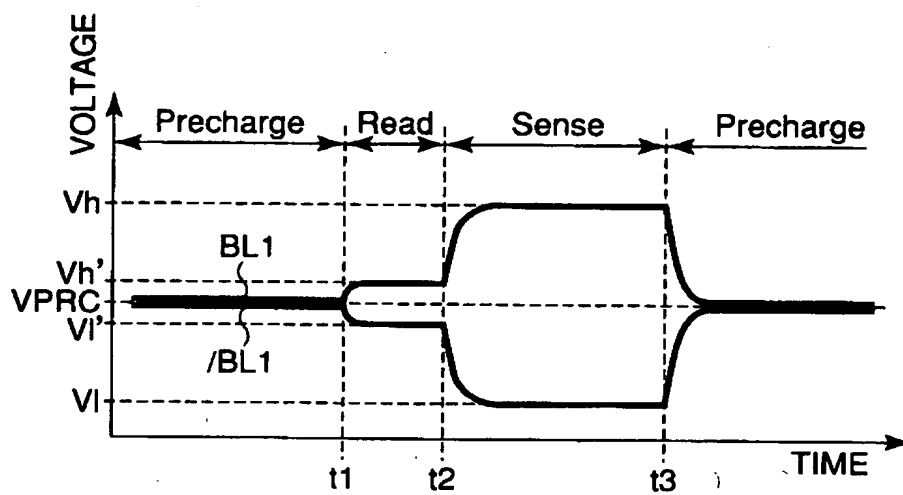 VOLTAGE
Precharge
Read
Sense
Precharge
Vh
BL1
Vh'
VPRC
Vl'
/BL1
Vl
t1
t2
t3
TIME